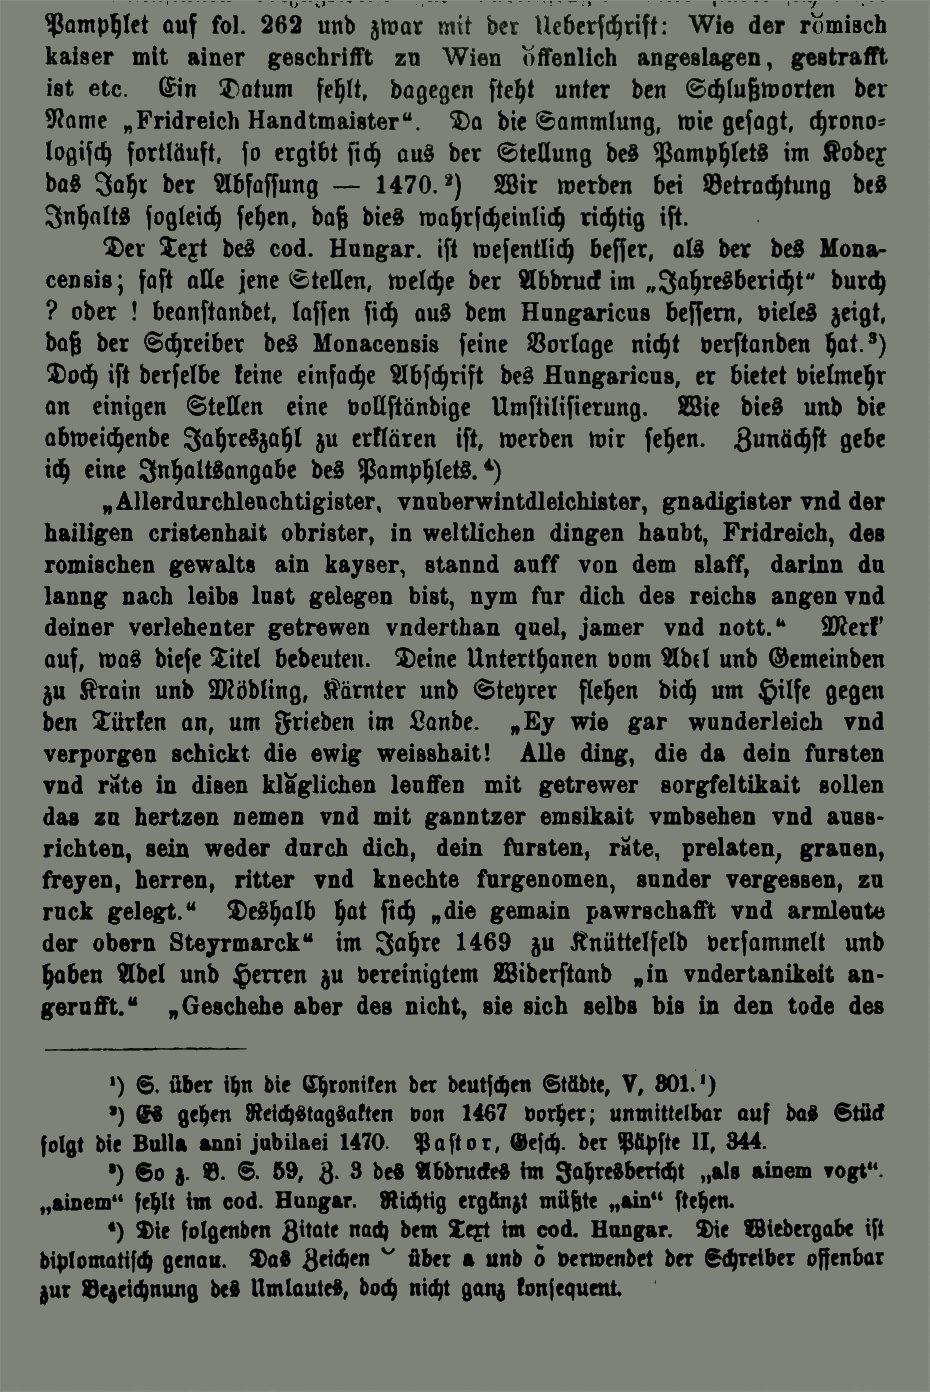 Pamphlet auf fol. 262 und zwar mit der Ueberschrift: Wie der rŏmisch
kaiser mit ainer geschrifft zu Wien ŏffenlich angeslagen, gestrafft
ist etc. Ein Datum fehlt, dagegen steht unter den Schlußworten der
Name „Fridreich Handtmaister“. Da die Sammlung, wie gesagt, chrono-
logisch fortläuft, so ergibt sich aus der Stellung des Pamphlets im Kodex
das Jahr der Abfassung — 1470.²) Wir werden bei Betrachtung des
Inhalts sogleich sehen, daß dies wahrscheinlich richtig ist.
Der Text des cod. Hungar. ist wesentlich besser, als der des Mona-
censis; fast alle jene Stellen, welche der Abdruck im „Jahresbericht“ durch
? oder ! beanstandet, lassen sich aus dem Hungaricus bessern, vieles zeigt,
daß der Schreiber des Monacensis seine Vorlage nicht verstanden hat.³)
Doch ist derselbe keine einfache Abschrift des Hungaricus, er bietet vielmehr
an einigen Stellen eine vollständige Umstilisierung. Wie dies und die
abweichende Jahreszahl zu erklären ist, werden wir sehen. Zunächst gebe
ich eine Inhaltsangabe des Pamphlets.⁴)
„Allerdurchleuchtigister, vnuberwintdleichister, gnadigister vnd der
hailigen cristenhait obrister, in weltlichen dingen haubt, Fridreich, des
romischen gewalts ain kayser, stannd auff von dem slaff, darinn du
lanng nach leibs lust gelegen bist, nym fur dich des reichs angen vnd
deiner verlehenter getrewen vnderthan quel, jamer vnd nott.“ Merk’
auf, was diese Titel bedeuten. Deine Unterthanen vom Adel und Gemeinden
zu Krain und Mödling, Kärnter und Steyrer flehen dich um Hilfe gegen
den Türken an, um Frieden im Lande. „Ey wie gar wunderleich vnd
verporgen schickt die ewig weisshait! Alle ding, die da dein fursten
vnd răte in disen klăglichen leuffen mit getrewer sorgfeltikait sollen
das zu hertzen nemen vnd mit ganntzer emsikait vmbsehen vnd auss-
richten, sein weder durch dich, dein fursten, răte, prelaten, grauen,
freyen, herren, ritter vnd knechte furgenomen, sunder vergessen, zu
ruck gelegt.“ Deshalb hat sich „die gemain pawrschafft vnd armleute
der obern Steyrmarck“ im Jahre 1469 zu Knüttelfeld versammelt und
haben Adel und Herren zu vereinigtem Widerstand „in vndertanikeit an-
gerufft.“ „Geschehe aber des nicht, sie sich selbs bis in den tode des
¹) S. über ihn die Chroniken der deutschen Städte, V, 301.¹)
²) Es gehen Reichstagsakten von 1467 vorher; unmittelbar auf das Stück
folgt die Bulla anni jubilaei 1470. Pastor, Gesch. der Päpste II, 344.
³) So z. B. S. 59, Z. 3 des Abdruckes im Jahresbericht „als ainem vogt“.
„ainem“ fehlt im cod. Hungar. Richtig ergänzt müßte „ain“ stehen.
⁴) Die folgenden Zitate nach dem Text im cod. Hungar. Die Wiedergabe ist
diplomatisch genau. Das Zeichen ˘ über a und ŏ verwendet der Schreiber offenbar
zur Bezeichnung des Umlautes, doch nicht ganz konsequent.